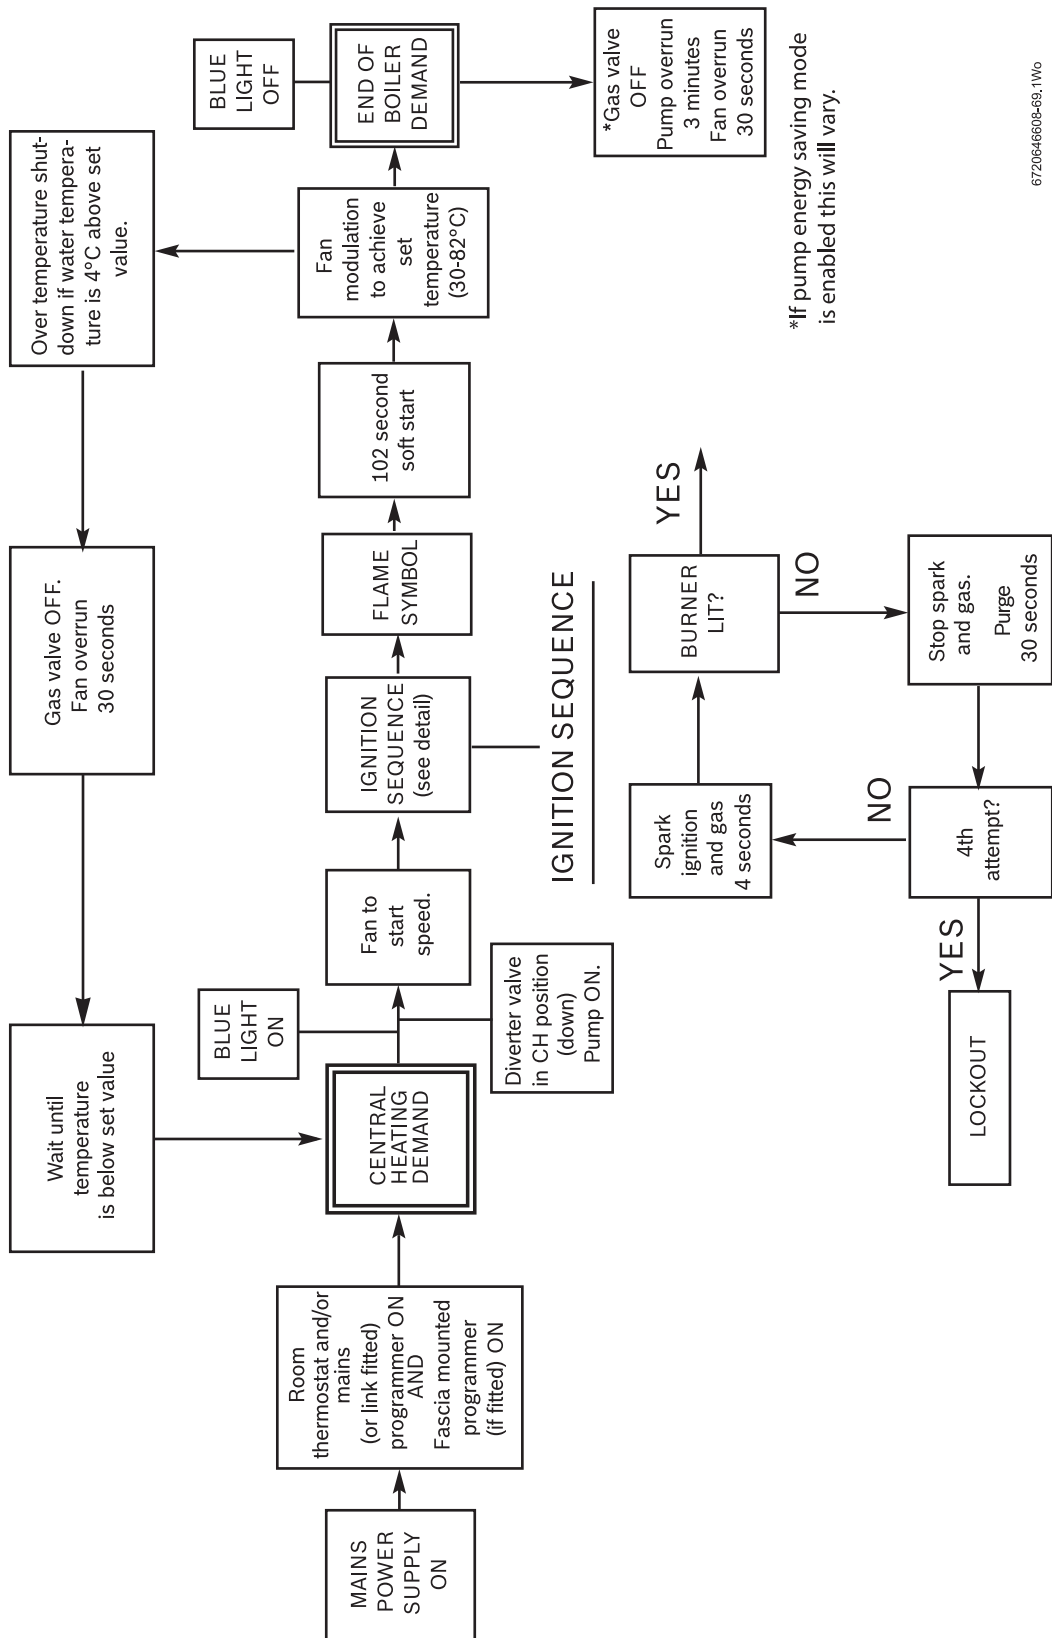 Wait until
temperature
is below set value
Gas valve OFF.
Fan overrun
30 seconds
Over temperature shut-
down if water tempera-
ture is 4°C above set
value.
BLUE
LIGHT
ON
BLUE
LIGHT
OFF
MAINS
POWER
SUPPLY
ON
Room
thermostat and/or
mains
(or link fitted)
programmer ON
AND
Fascia mounted
programmer
(if fitted) ON
CENTRAL
HEATING
DEMAND
Fan to
start
speed.
IGNITION
SEQUENCE
(see detail)
FLAME
SYMBOL
102 second
soft start
Fan
modulation
to achieve
set
temperature
(30-82°C)
END OF
BOILER
DEMAND
Diverter valve
in CH position
(down)
Pump ON.
*Gas valve
OFF
Pump overrun
3 minutes
Fan overrun
30 seconds
IGNITION SEQUENCE
Spark
ignition
and gas
4 seconds
BURNER
LIT?
YES
NO
Stop spark
and gas.
Purge
30 seconds
4th
attempt?
NO
YES
LOCKOUT
*If pump energy saving mode
is enabled this will vary.
6720646608-69.1Wo